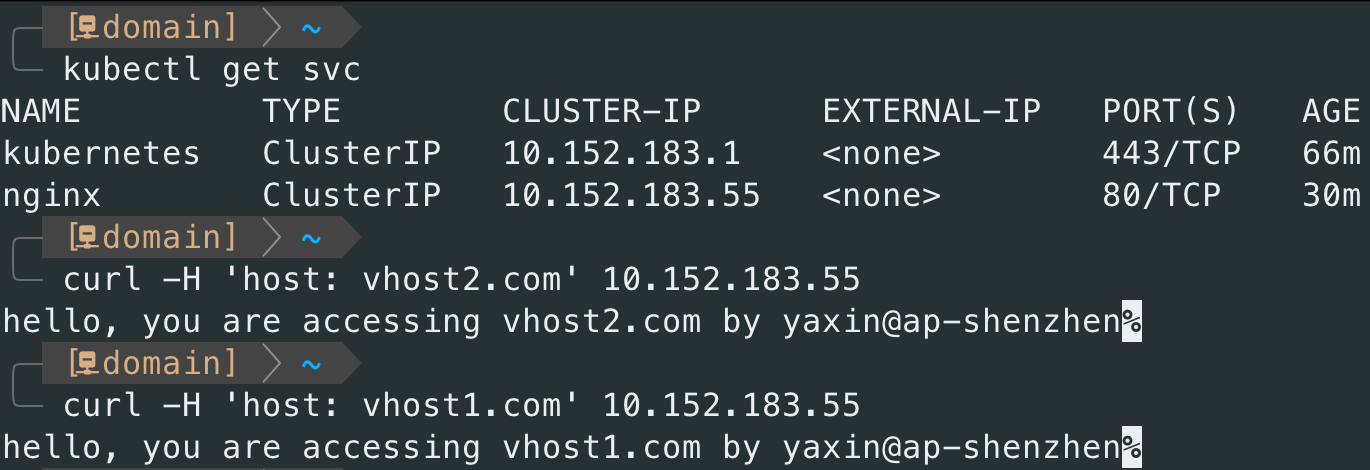 [domain] ~
kubectl get svc
NAME TYPE CLUSTER-IP EXTERNAL-IP PORT(S) AGE
kubernetes ClusterIP 10.152.183.1 <none> 443/TCP 66m
nginx ClusterIP 10.152.183.55 <none> 80/TCP 30m
[domain] ~
curl -H 'host: vhost2.com' 10.152.183.55
hello, you are accessing vhost2.com by yaxin@ap-shenzhen%
[domain] ~
curl -H 'host: vhost1.com' 10.152.183.55
hello, you are accessing vhost1.com by yaxin@ap-shenzhen%